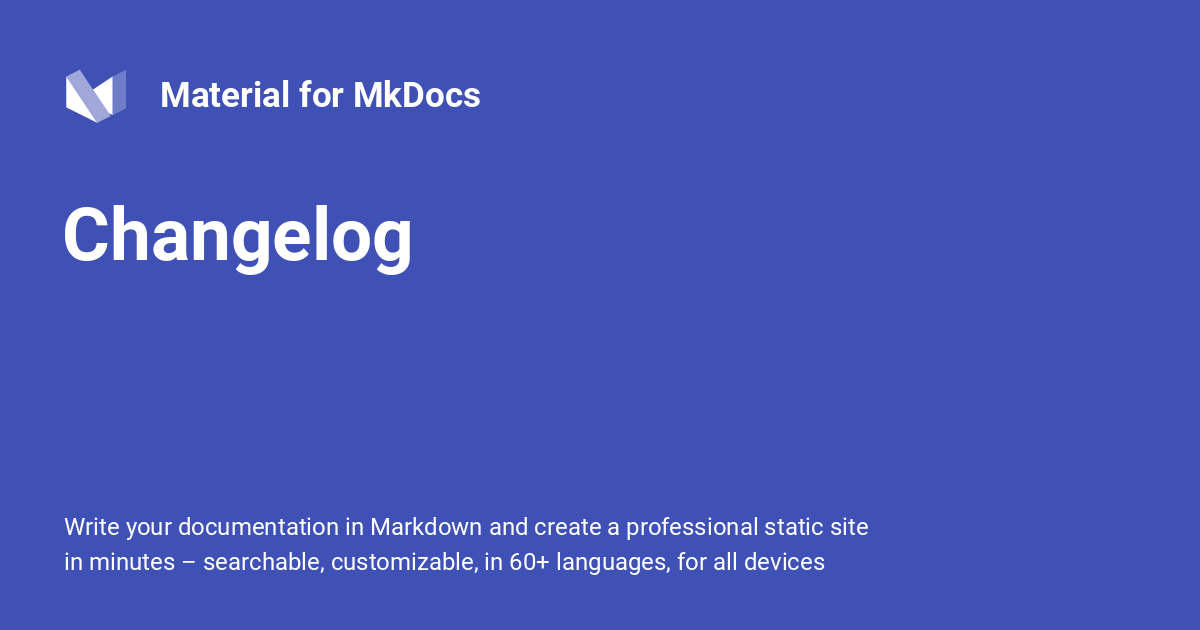 Material for MkDocs
Changelog
Write your documentation in Markdown and create a professional static site
in minutes – searchable, customizable, in 60+ languages, for all devices